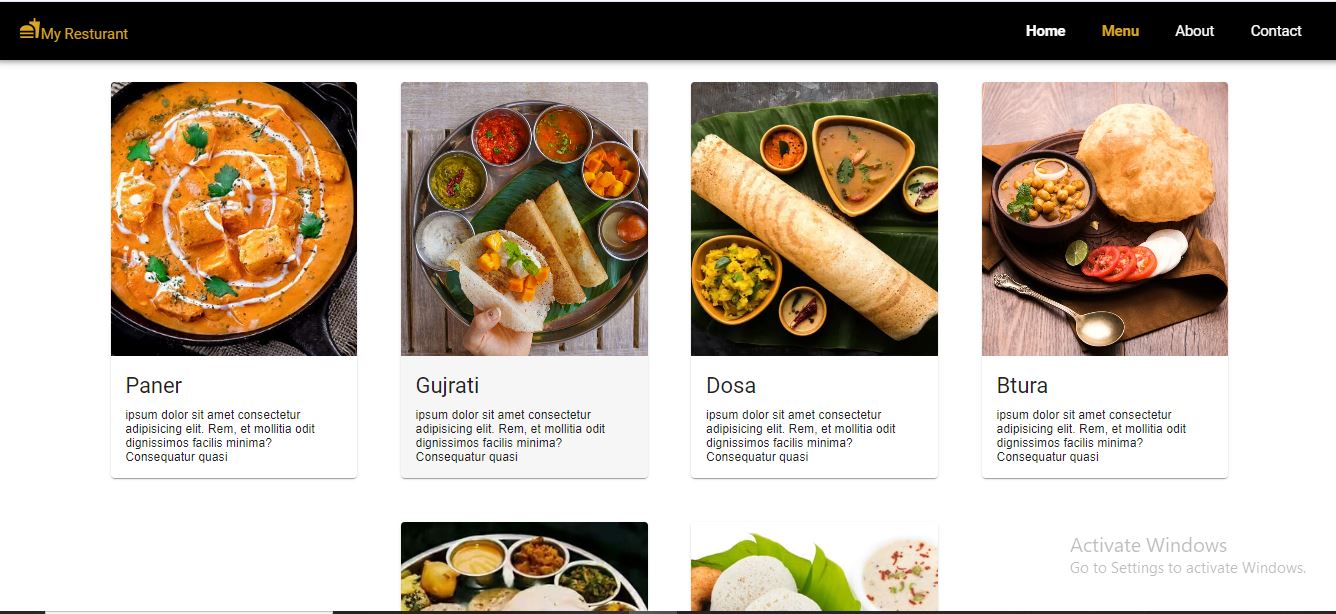 My Resturant
Home
Menu
About
Contact
Paner
ipsum dolor sit amet consectetur
adipisicing elit. Rem, et mollitia odit
dignissimos facilis minima?
Consequatur quasi
Gujrati
ipsum dolor sit amet consectetur
adipisicing elit. Rem, et mollitia odit
dignissimos facilis minima?
Consequatur quasi
Dosa
ipsum dolor sit amet consectetur
adipisicing elit. Rem, et mollitia odit
dignissimos facilis minima?
Consequatur quasi
Btura
ipsum dolor sit amet consectetur
adipisicing elit. Rem, et mollitia odit
dignissimos facilis minima?
Consequatur quasi
Activate Windows
Go to Settings to activate Windows.